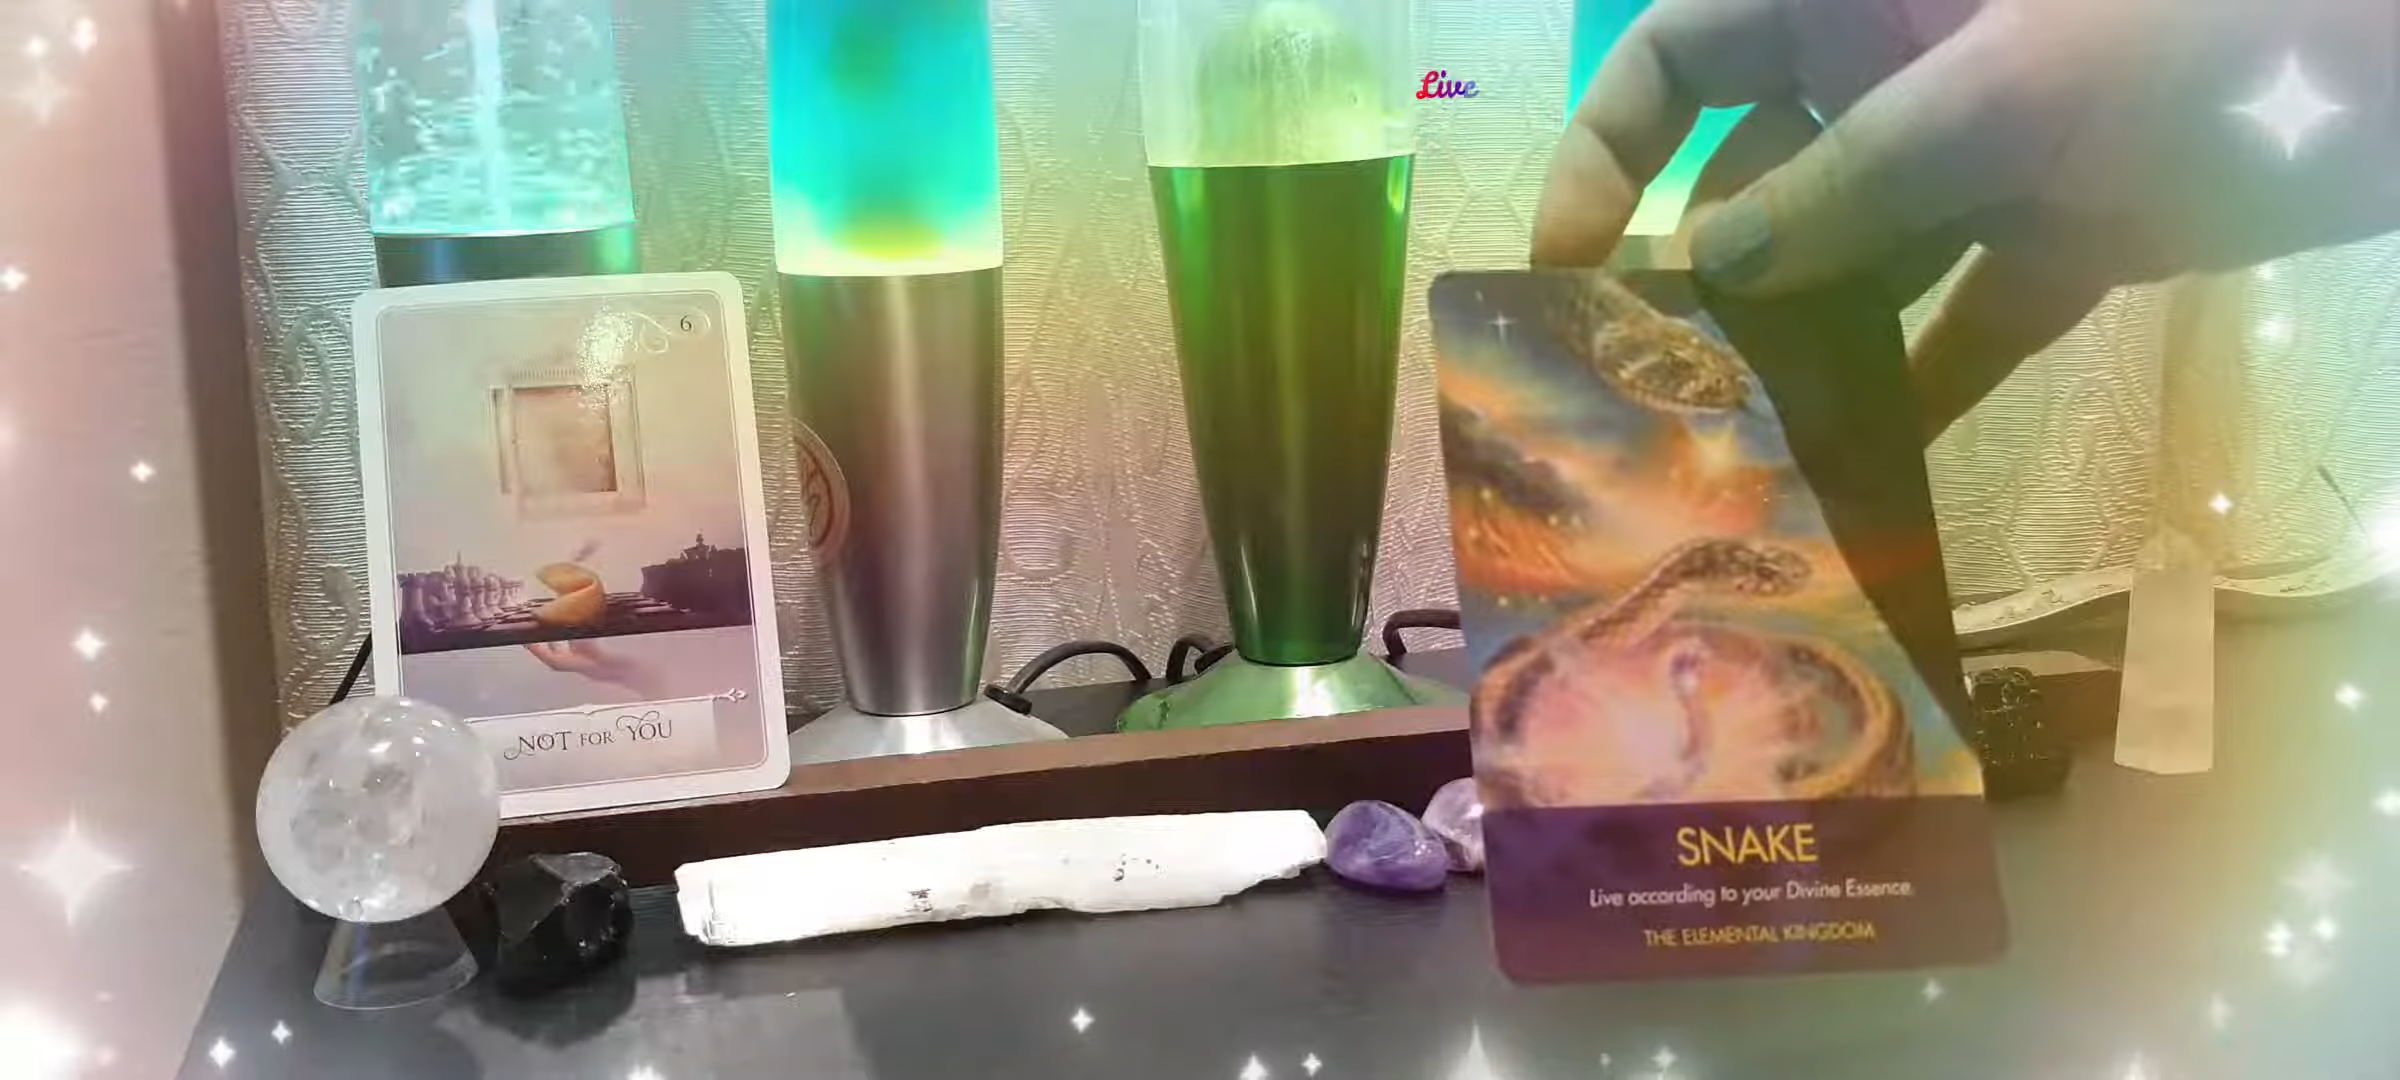 Live
6
NOT FOR YOU
SNAKE
Live according to your Divine Essence.
THE ELEMENTAL KINGDOM